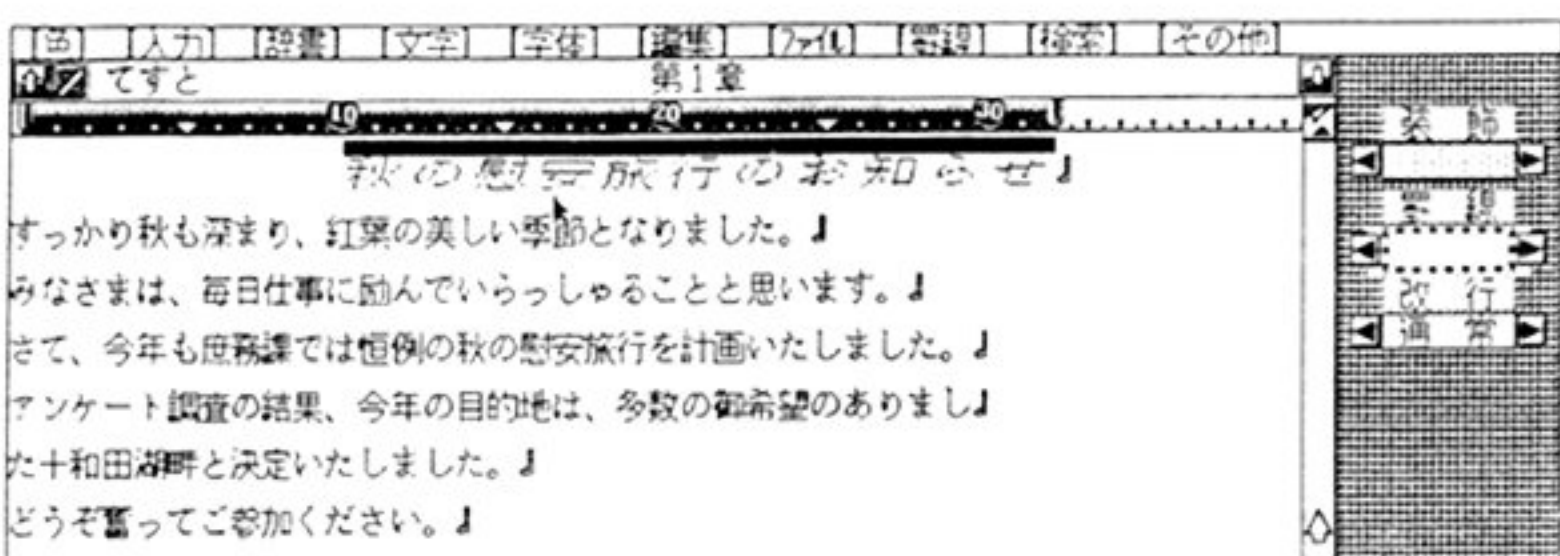 [色] [入力] [辞書] [文字] [字体] [編集] [ファイル] [罫線] [検索] [その他]
てすと 第1章
10 20 30
秋の慰安旅行のお知らせ
すっかり秋も深まり、紅葉の美しい季節となりました。
みなさまは、毎日仕事に励んでいらっしゃることと思います。
さて、今年も庶務課では恒例の秋の慰安旅行を計画いたしました。
アンケート調査の結果、今年の目的地は、多数の御希望のありまし
た十和田湖畔と決定いたしました。
どうぞ奮ってご参加ください。
装飾
罫線
改行
通常